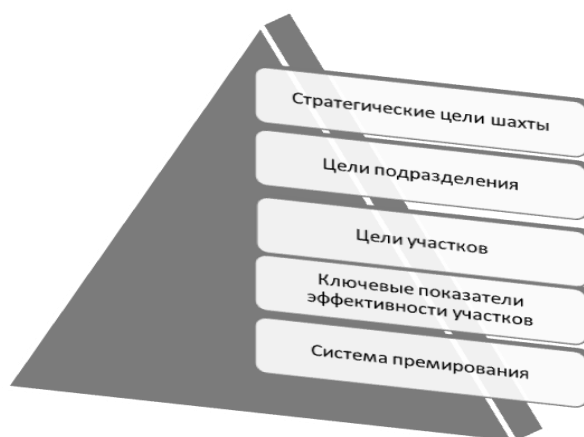 Стратегические цели шахты
Цели подразделения
Цели участков
Ключевые показатели
эффективности участков
Система премирования